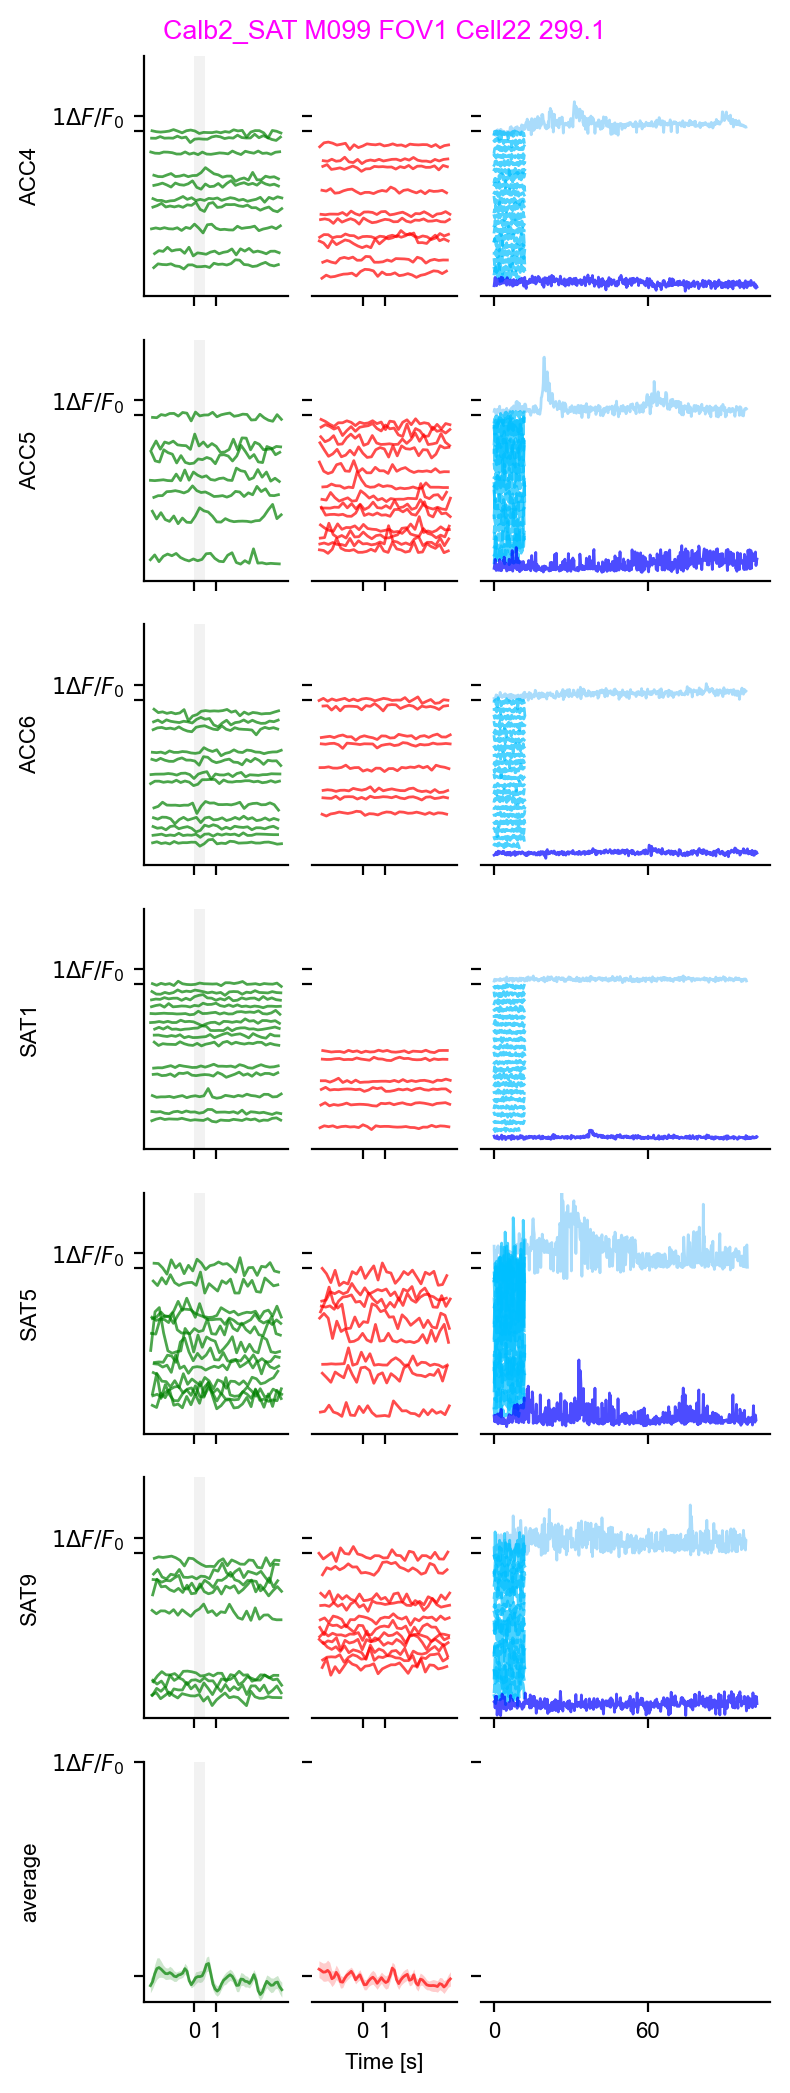 Calb2_SAT M099 FOV1 Cell22 299.1
1ΔF/F₀
ACC4
1ΔF/F₀
ACC5
1ΔF/F₀
ACC6
1ΔF/F₀
SAT1
1ΔF/F₀
SAT5
1ΔF/F₀
SAT9
1ΔF/F₀
average
0 1 0 1 0 60
Time [s]